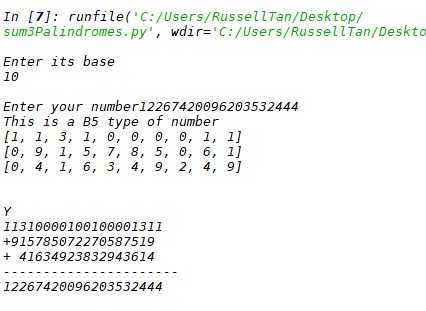 In [7]: runfile('C:/Users/RussellTan/Desktop/
sum3Palindromes.py', wdir='C:/Users/RussellTan/Deskto
Enter its base
10
Enter your number12267420096203532444
This is a B5 type of number
[1, 1, 3, 1, 0, 0, 0, 0, 1, 1]
[0, 9, 1, 5, 7, 8, 5, 0, 6, 1]
[0, 4, 1, 6, 3, 4, 9, 2, 4, 9]
Y
11310000100100001311
+915785072270587519
+ 41634923832943614
-----------------------
12267420096203532444